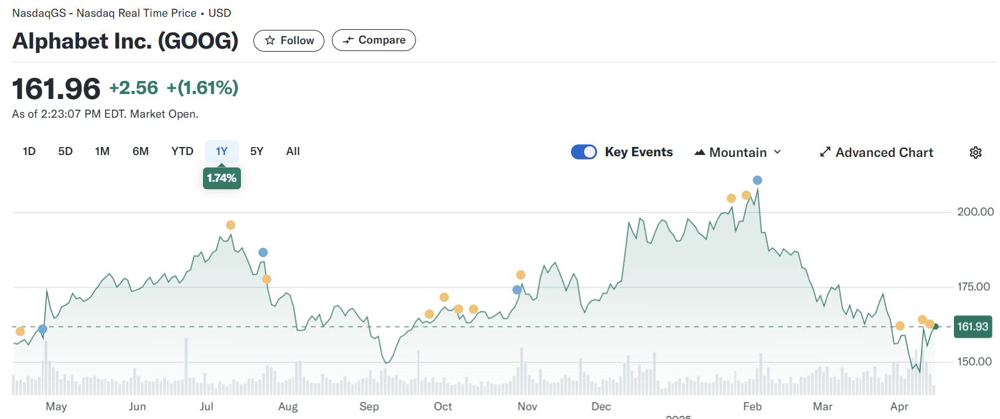 NasdaqGS - Nasdaq Real Time Price • USD
Alphabet Inc. (GOOG)
Follow
Compare
161.96 +2.56 +(1.61%)
As of 2:23:07 PM EDT. Market Open.
1D 5D 1M 6M YTD 1Y 5Y All
Key Events
Mountain
Advanced Chart
1.74%
200.00
175.00
161.93
150.00
May Jun Jul Aug Sep Oct Nov Dec Feb Mar Apr
2025